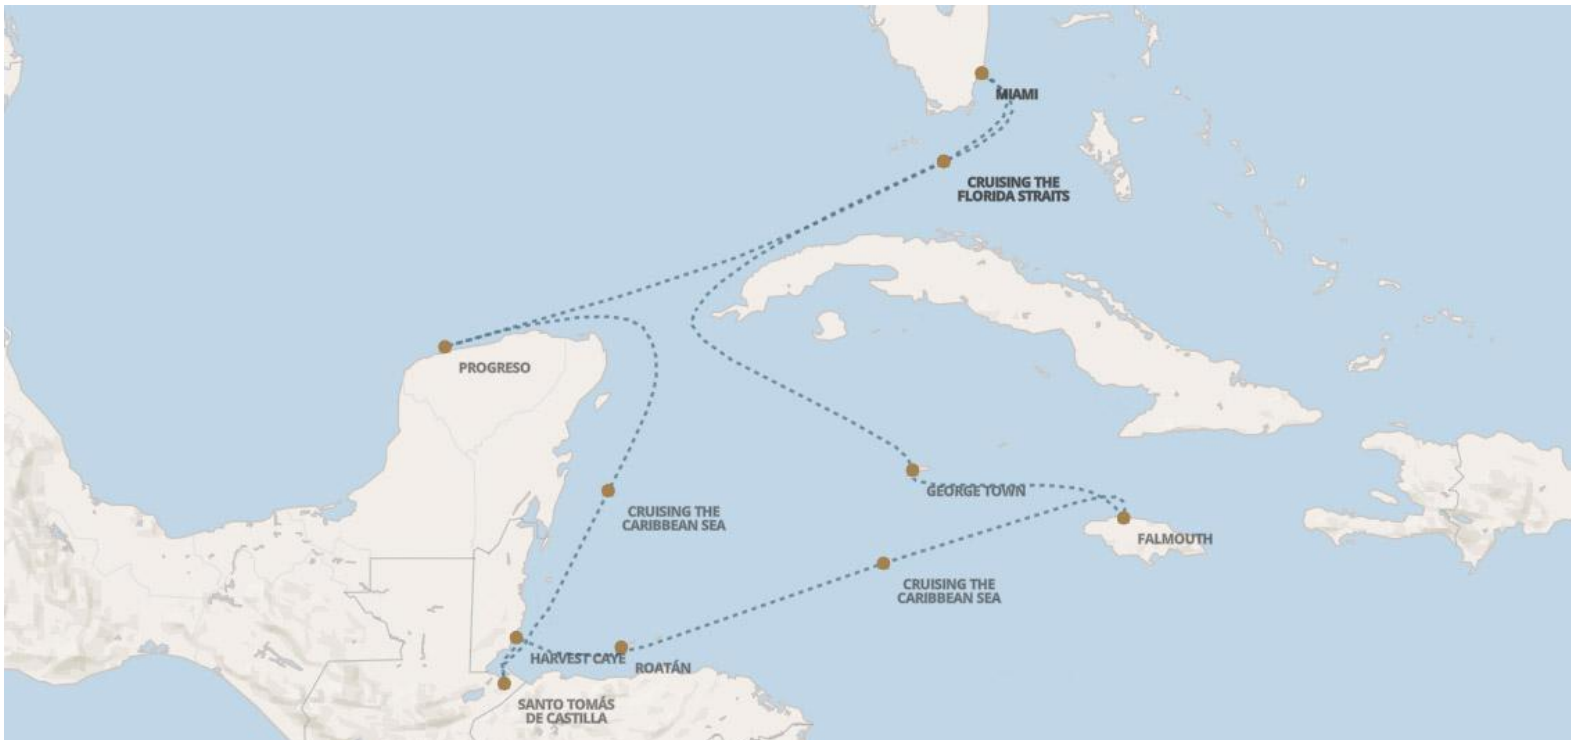 MIAMI
CRUISING THE
FLORIDA STRAITS
PROGRESO
GEORGE TOWN
CRUISING THE
CARIBBEAN SEA
FALMOUTH
CRUISING THE
CARIBBEAN SEA
HARVEST CAYE
ROATÁN
SANTO TOMÁS
DE CASTILLA